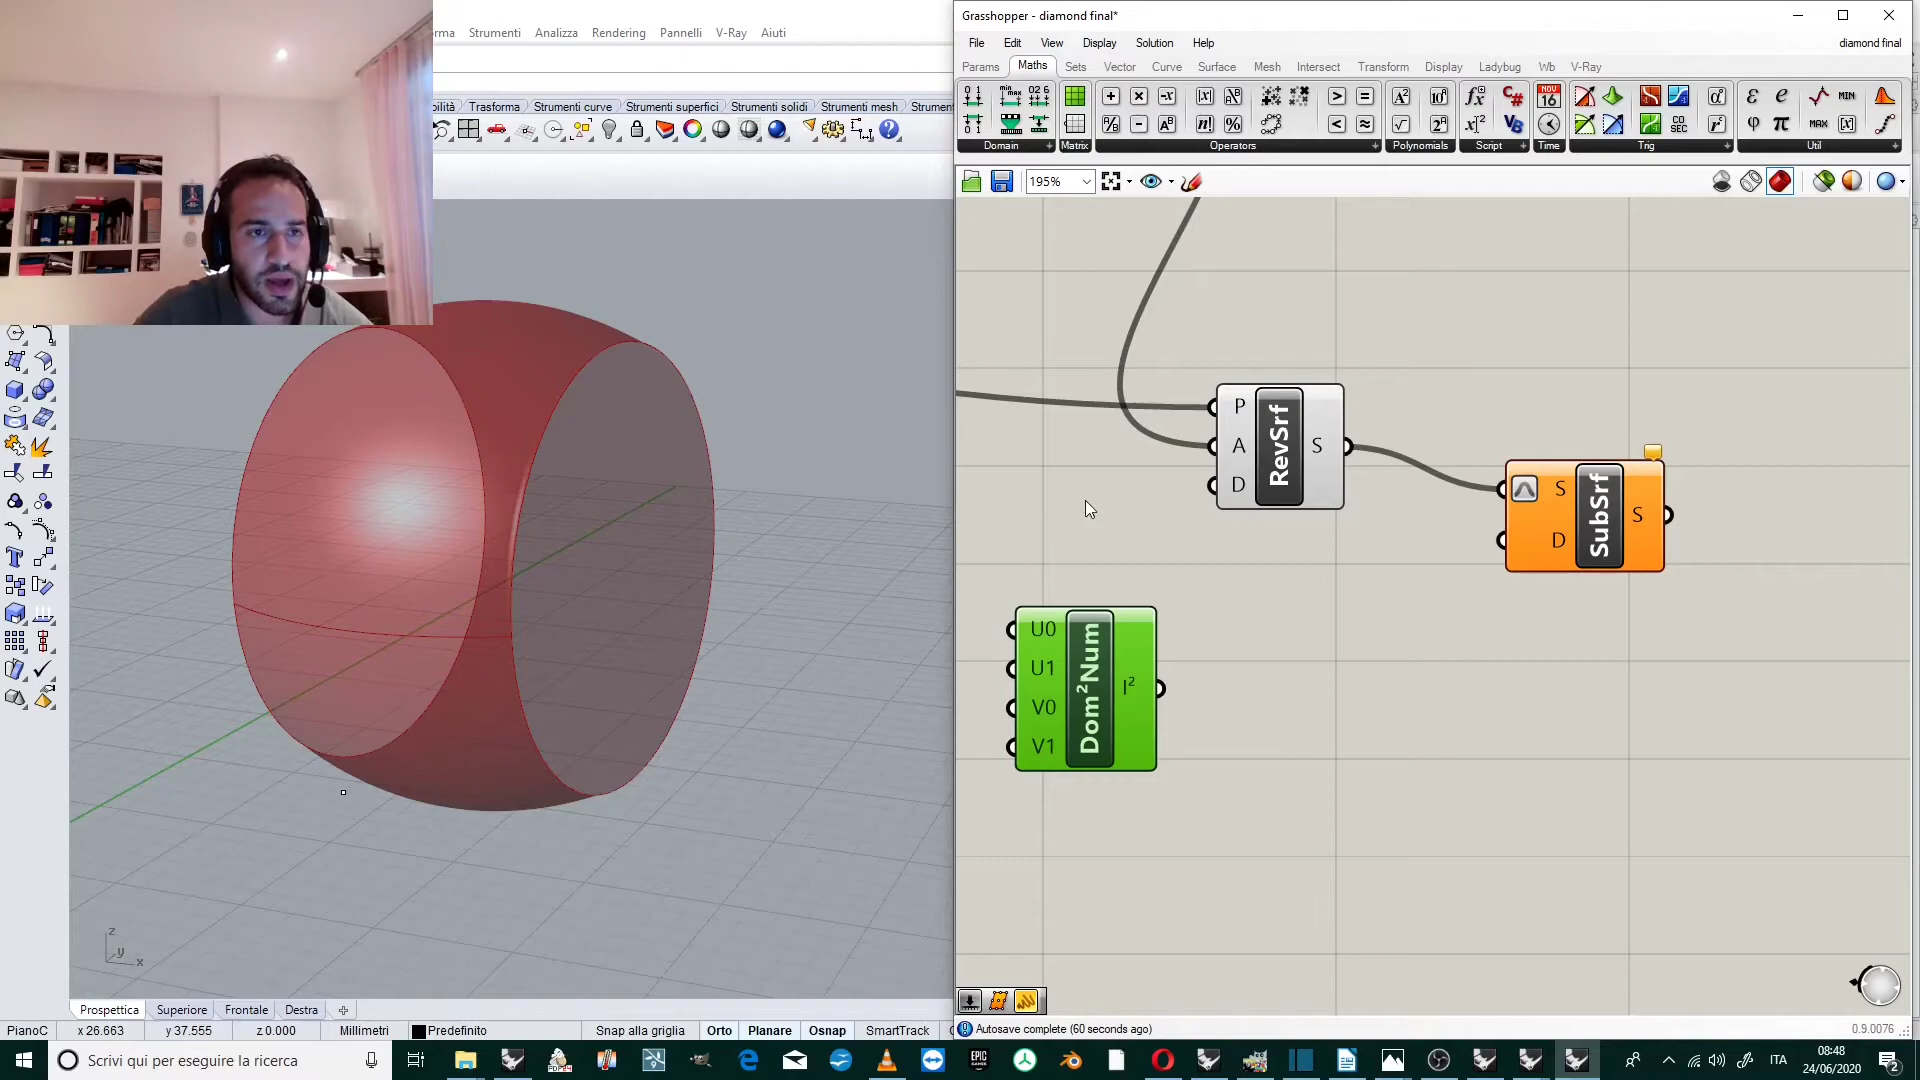 rma Strumenti Analizza Rendering Pannelli V-Ray Aiuti
bilità Trasforma Strumenti curve Strumenti superfici Strumenti solidi Strumenti mesh Strumen
Grasshopper - diamond final*
File Edit View Display Solution Help diamond final
Params Maths Sets Vector Curve Surface Mesh Intersect Transform Display Ladybug Wb V-Ray
Domain Matrix Operators Polynomials Script Time Trig Util
195%
P A D RevSrf S
S D SubSrf S
U0 U1 V0 V1 Dom²Num I²
z y x
Prospettica Superiore Frontale Destra
PianoC x 26.663 y 37.555 z 0.000 Millimetri Predefinito Snap alla griglia Orto Planare Osnap SmartTrack
Autosave complete (60 seconds ago) 0.9.0076
Scrivi qui per eseguire la ricerca
ITA 08:48
24/06/2020 2